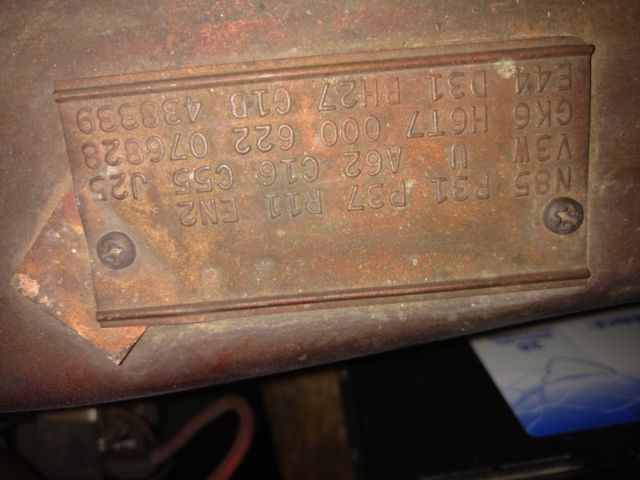 N85 P31 P37 R11 EN2
V3W U A62 C16 C55 J25
GK6 H6T7 000 622 076828
E44 D31 BH27 G1B 438339